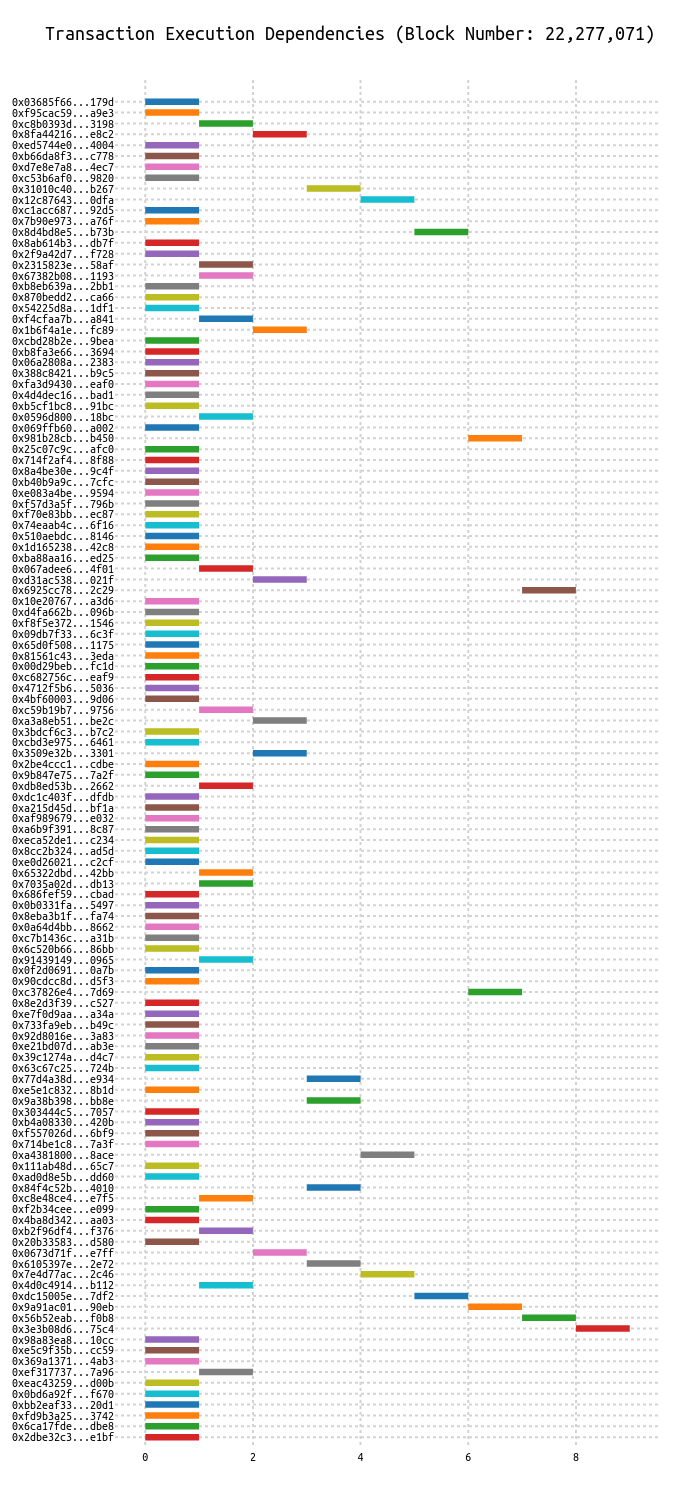 Transaction Execution Dependencies (Block Number: 22,277,071)
0x03685f66...179d
0xf95cac59...a9e3
0xc8b0393d...3198
0x8fa44216...e8c2
0xed5744e0...4004
0xb66da8f3...c778
0xd7e8e7a8...4ec7
0xc53b6af0...9820
0x31010c40...b267
0x12c87643...0dfa
0xc1acc687...92d5
0x7b90e973...a76f
0x8d4bd8e5...b73b
0x8ab614b3...db7f
0x2f9a42d7...f728
0x2315823e...58af
0x67382b08...1193
0xb8eb639a...2bb1
0x870bedd2...ca66
0x54225d8a...1df1
0xf4cfaa7b...a841
0x1b6f4a1e...fc89
0xcbd28b2e...9bea
0xb8fa3e66...3694
0x06a2808a...2383
0x388c8421...b9c5
0xfa3d9430...eaf0
0x4d4dec16...bad1
0xb5cf1bc8...91bc
0x0596d800...18bc
0x069ffb60...a002
0x981b28cb...b450
0x25c07c9c...afc0
0x714f2af4...8f88
0x8a4be30e...9c4f
0xb40b9a9c...7cfc
0xe083a4be...9594
0xf57d3a5f...796b
0xf70e83bb...ec87
0x74eaab4c...6f16
0x510aebdc...8146
0x1d165238...42c8
0xba88aa16...ed25
0x067adee6...4f01
0xd31ac538...021f
0x6925cc78...2c29
0x10e20767...a3d6
0xd4fa662b...096b
0xf8f5e372...1546
0x09db7f33...6c3f
0x65d0f508...1175
0x81561c43...3eda
0x00d29beb...fc1d
0xc682756c...eaf9
0x4712f5b6...5036
0x4bf60003...9d06
0xc59b19b7...9756
0xa3a8eb51...be2c
0x3bdcf6c3...b7c2
0xcbd3e975...6461
0x3509e32b...3301
0x2be4ccc1...cdbe
0x9b847e75...7a2f
0xdb8ed53b...2662
0xdc1c403f...dfdb
0xa215d45d...bf1a
0xaf989679...e032
0xa6b9f391...8c87
0xeca52de1...c234
0x8cc2b324...ad5d
0xe0d26021...c2cf
0x65322dbd...42bb
0x7035a02d...db13
0x686fef59...cbad
0x0b0331fa...5497
0x8eba3b1f...fa74
0x0a64d4bb...8662
0xc7b1436c...a31b
0x6c520b66...86bb
0x91439149...0965
0x0f2d0691...0a7b
0x90cdcc8d...d5f3
0xc37826e4...7d69
0x8e2d3f39...c527
0xe7f0d9aa...a34a
0x733fa9eb...b49c
0x92d8016e...3a83
0xe21bd07d...ab3e
0x39c1274a...d4c7
0x63c67c25...724b
0x77d4a38d...e934
0xe5e1c832...8b1d
0x9a38b398...bb8e
0x303444c5...7057
0xb4a08330...420b
0xf557026d...6bf9
0x714be1c8...7a3f
0xa4381800...8ace
0x111ab48d...65c7
0xad0d8e5b...dd60
0x84f4c52b...4010
0xc8e48ce4...e7f5
0xf2b34cee...e099
0x4ba8d342...aa03
0xb2f96df4...f376
0x20b33583...d580
0x0673d71f...e7ff
0x6105397e...2e72
0x7e4d77ac...2c46
0x4d0c4914...b112
0xdc15005e...7df2
0x9a91ac01...90eb
0x56b52eab...f0b8
0x3e3b08d6...75c4
0x98a83ea8...10cc
0xe5c9f35b...cc59
0x369a1371...4ab3
0xef317737...7a96
0xeac43259...d00b
0x0bd6a92f...f670
0xbb2eaf33...20d1
0xfd9b3a25...3742
0x6ca17fde...dbe8
0x2dbe32c3...e1bf
0 2 4 6 8